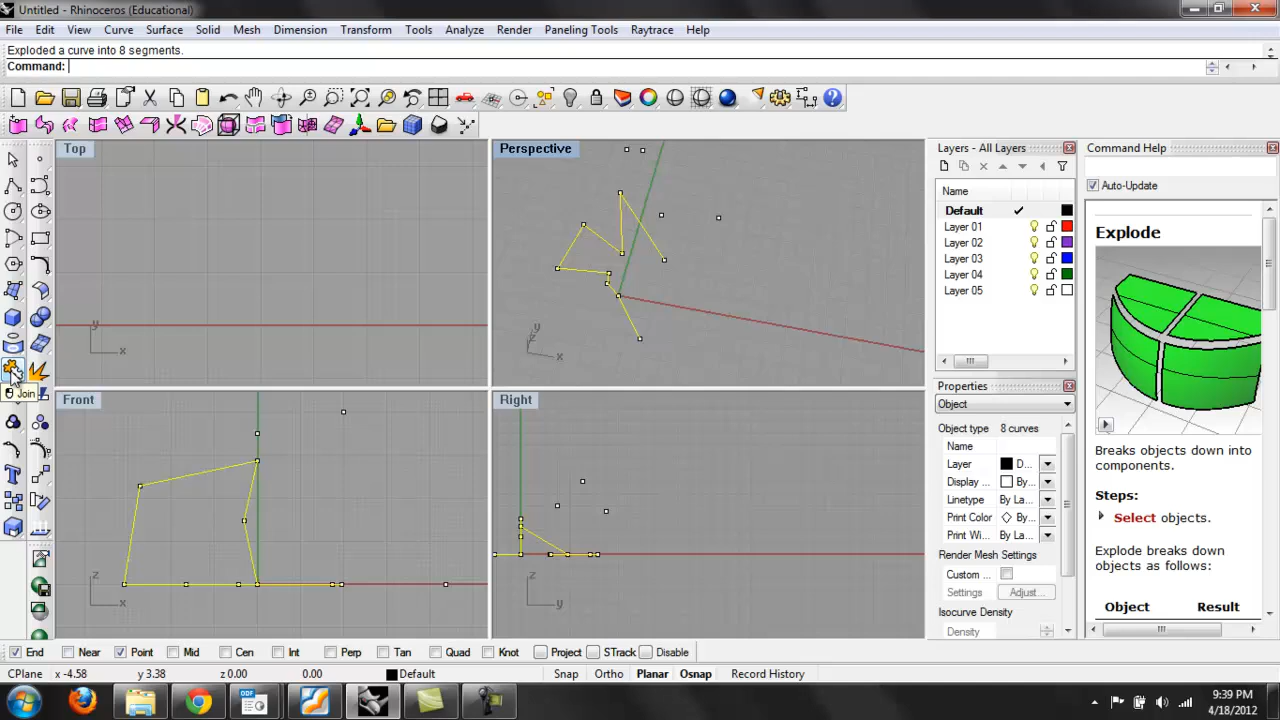 Untitled - Rhinoceros (Educational)
File Edit View Curve Surface Solid Mesh Dimension Transform Tools Analyze Render Paneling Tools Raytrace Help
Exploded a curve into 8 segments.
Command:
Top
Perspective
Front
Right
y
x
y
z
x
z
x
z
y
Join
Layers - All Layers
Name
Default
Layer 01
Layer 02
Layer 03
Layer 04
Layer 05
Properties
Object
Object type 8 curves
Name
Layer D...
Display ... By ...
Linetype By La...
Print Color By...
Print Wi... By La...
Render Mesh Settings
Custom ...
Settings Adjust...
Isocurve Density
Density
Command Help
Auto-Update
Explode
Breaks objects down into
components.
Steps:
Select objects.
Explode breaks down
objects as follows:
Object Result
End Near Point Mid Cen Int Perp Tan Quad Knot Project STrack Disable
CPlane x -4.58 y 3.38 z 0.00 0.00 Default Snap Ortho Planar Osnap Record History
ODF
9:39 PM
4/18/2012